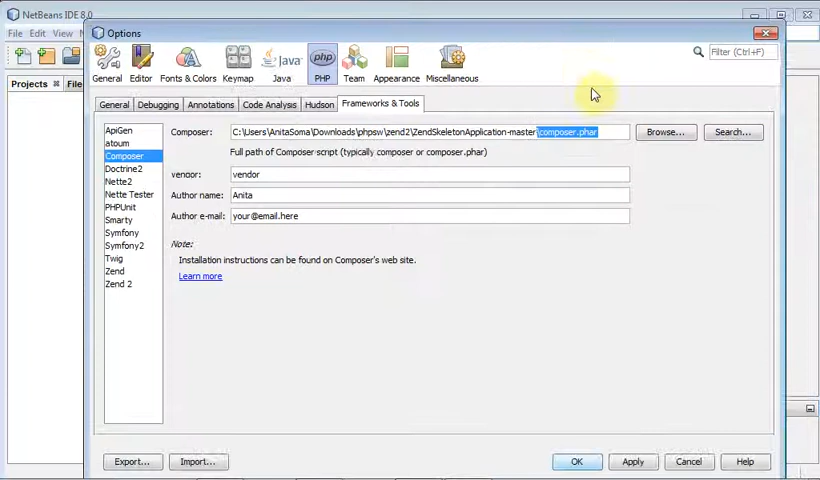 NetBeans IDE 8.0
File Edit View N
Options
General Editor Fonts & Colors Keymap Java PHP Team Appearance Miscellaneous
Filter (Ctrl+F)
Projects File
General Debugging Annotations Code Analysis Hudson Frameworks & Tools
ApiGen
atoum
Composer
Doctrine2
Nette2
Nette Tester
PHPUnit
Smarty
Symfony
Symfony2
Twig
Zend
Zend 2
Composer: C:\Users\AnitaSoma\Downloads\phpsw\zend2\ZendSkeletonApplication-master\composer.phar Browse... Search...
Full path of Composer script (typically composer or composer.phar)
vendor: vendor
Author name: Anita
Author e-mail: your@email.here
Note:
Installation instructions can be found on Composer's web site.
Learn more
Export... Import... OK Apply Cancel Help